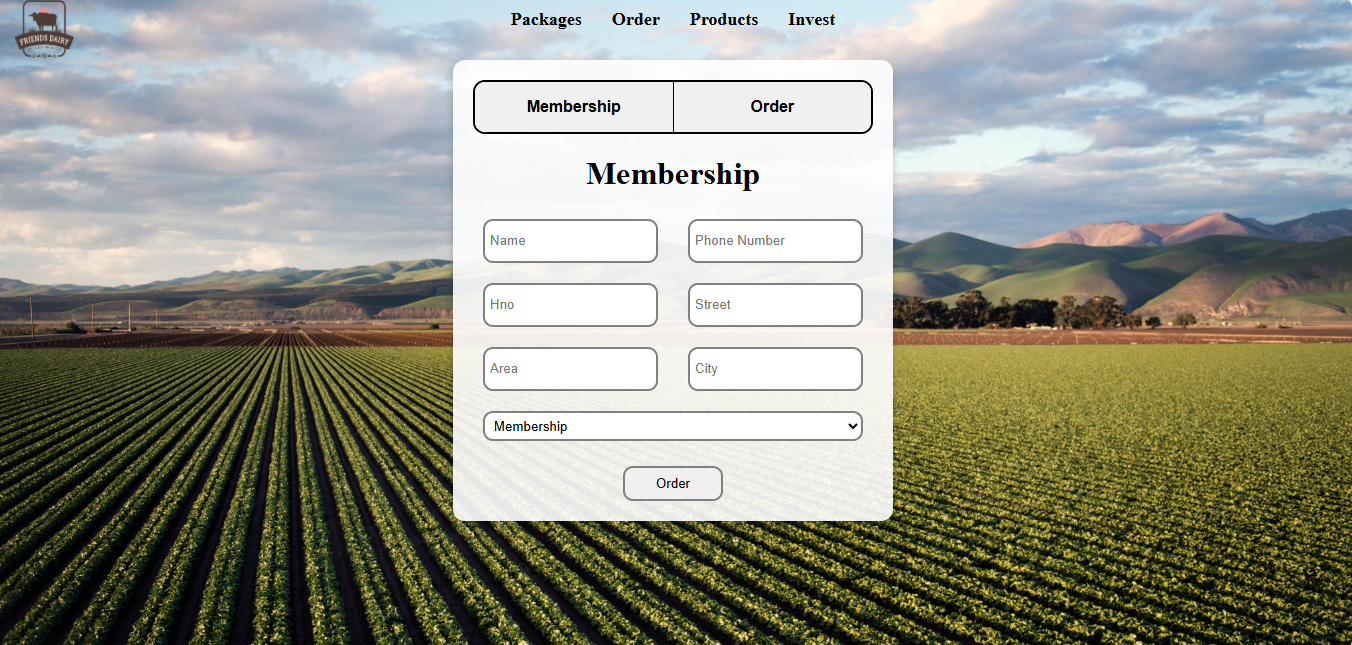 FRIENDS DAIRY
Packages Order Products Invest
Membership Order
Membership
Name Phone Number
Hno Street
Area City
Membership
Order